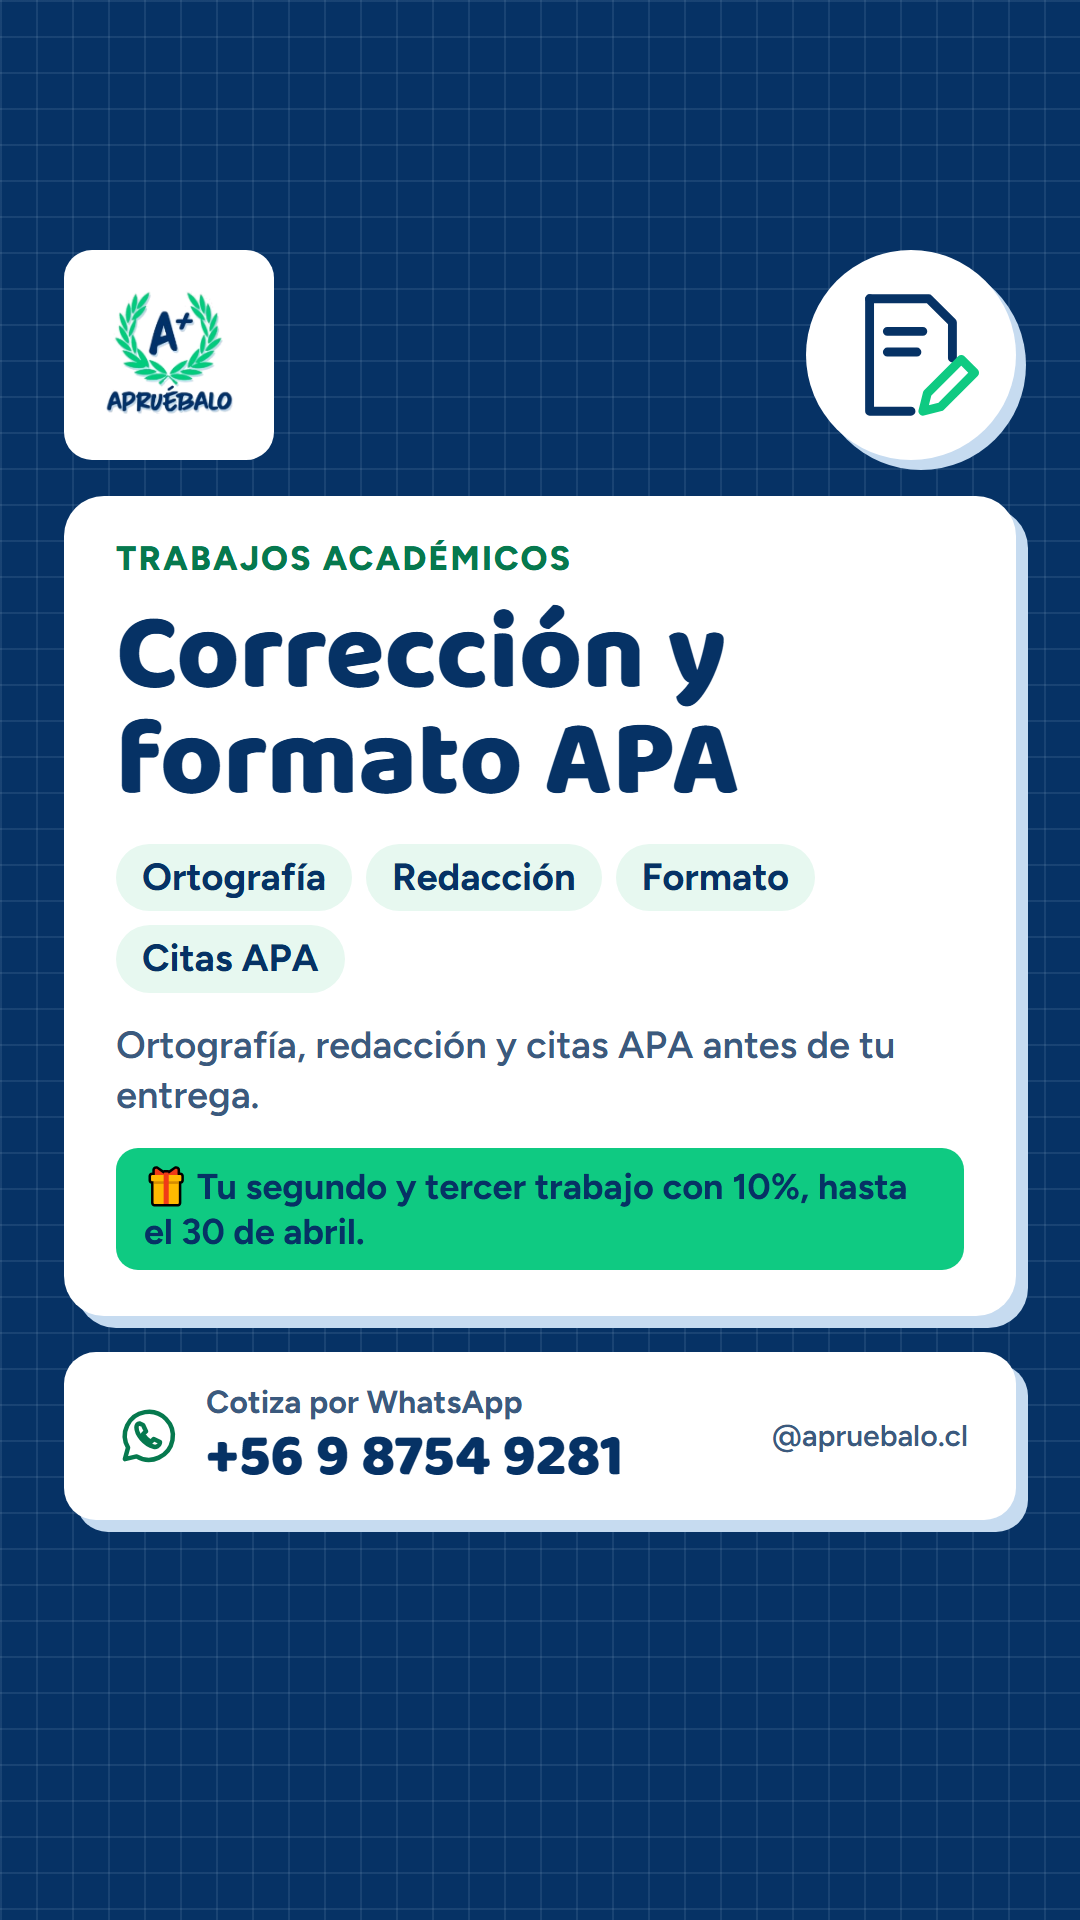 A+
APRUÉBALO
TRABAJOS ACADÉMICOS
Corrección y
formato APA
Ortografía Redacción Formato
Citas APA
Ortografía, redacción y citas APA antes de tu
entrega.
🎁 Tu segundo y tercer trabajo con 10%, hasta
el 30 de abril.
Cotiza por WhatsApp
+56 9 8754 9281
@apruebalo.cl